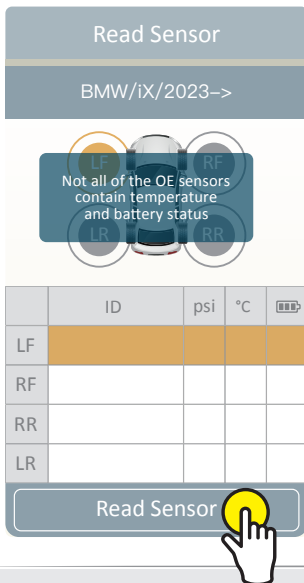 Read Sensor
BMW/iX/2023–>
LF RF
Not all of the OE sensors
contain temperature
and battery status
LR RR
ID psi °C
LF
RF
RR
LR
Read Sensor